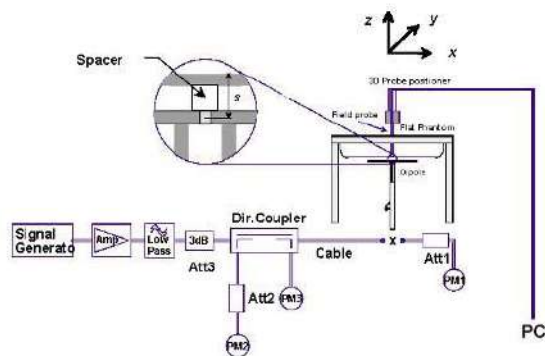 z
y
x
Spacer
s
3D Probe positioner
Field probe
Flat Phantom
Dipole
Dir.Coupler
Signal
Generato
Amp
Low
Pass
3dB
Cable
x
Att3
Att1
Att2
PM3
PM1
PM2
PC